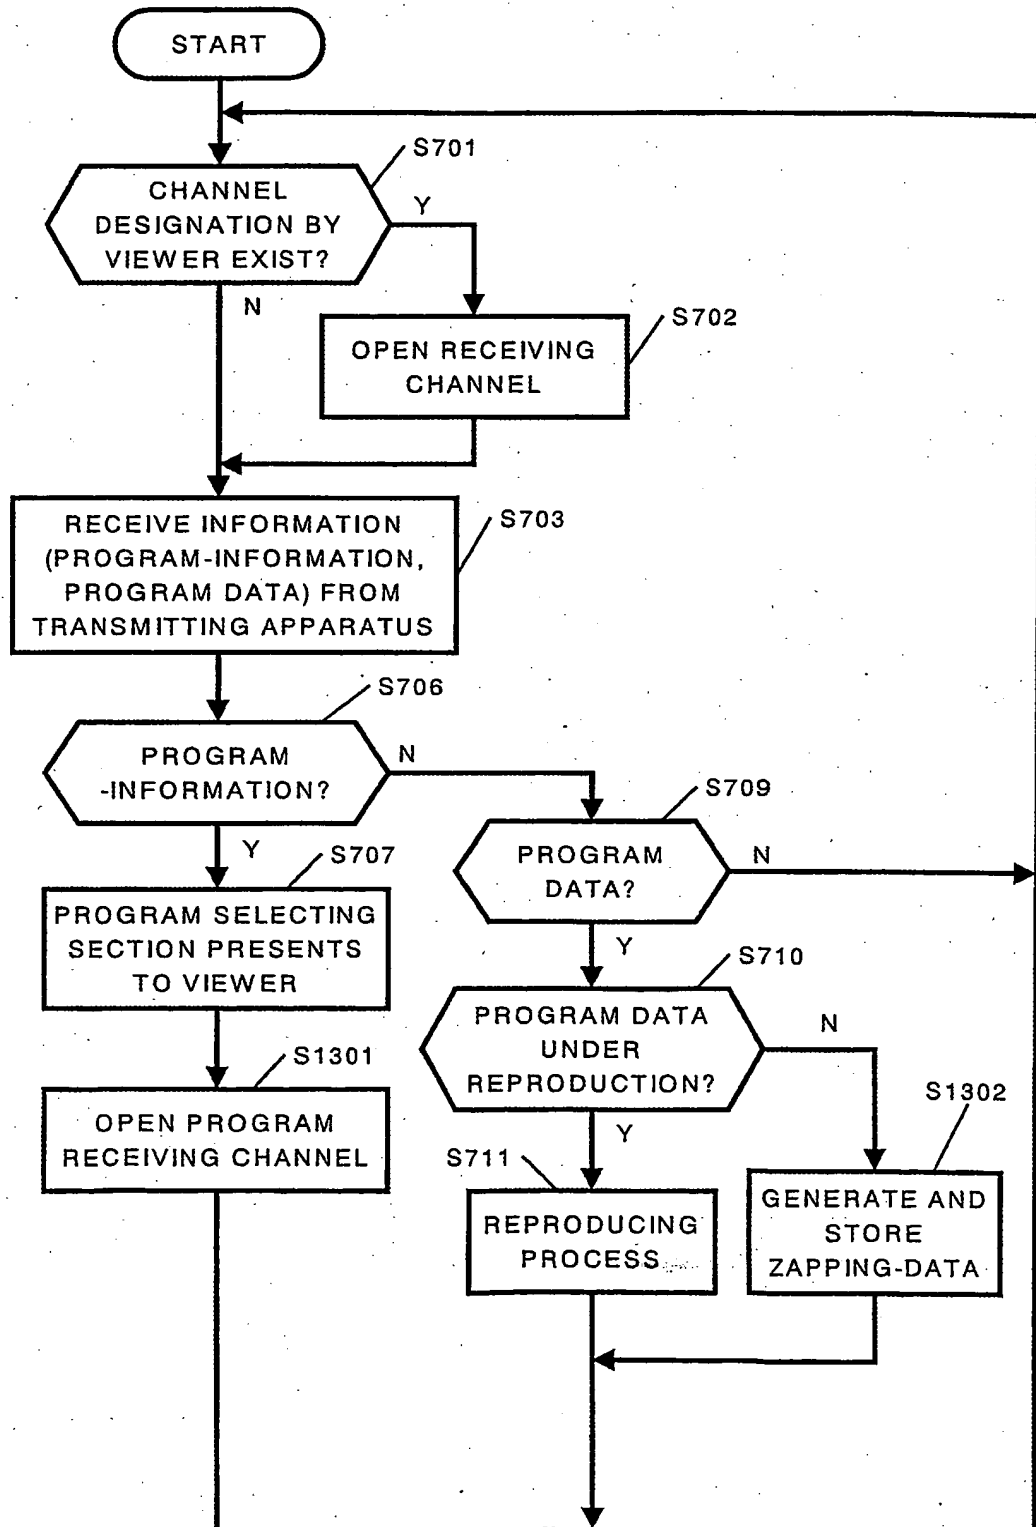 START
S701
CHANNEL
DESIGNATION BY
VIEWER EXIST?
Y
N
S702
OPEN RECEIVING
CHANNEL
S703
RECEIVE INFORMATION
(PROGRAM-INFORMATION,
PROGRAM DATA) FROM
TRANSMITTING APPARATUS
S706
PROGRAM
-INFORMATION?
N
Y
S709
PROGRAM
DATA?
N
Y
S707
PROGRAM SELECTING
SECTION PRESENTS
TO VIEWER
S710
PROGRAM DATA
UNDER
REPRODUCTION?
N
Y
S1301
OPEN PROGRAM
RECEIVING CHANNEL
S711
REPRODUCING
PROCESS
S1302
GENERATE AND
STORE
ZAPPING-DATA